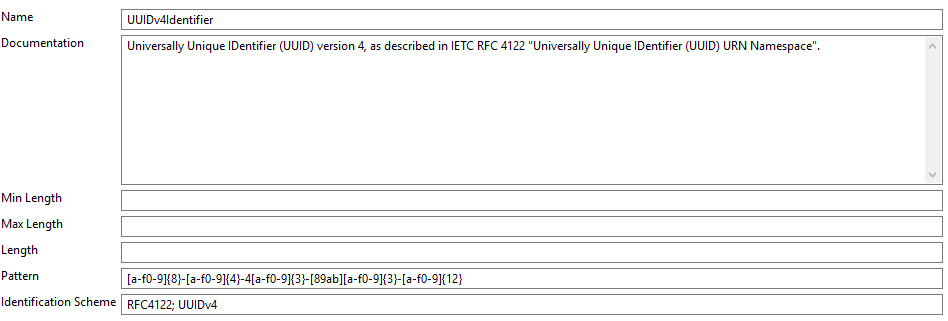 Name UUIDv4Identifier
Documentation Universally Unique IDentifier (UUID) version 4, as described in IETC RFC 4122 "Universally Unique IDentifier (UUID) URN Namespace".
Min Length
Max Length
Length
Pattern [a-f0-9]{8}-[a-f0-9]{4}-4[a-f0-9]{3}-[89ab][a-f0-9]{3}-[a-f0-9]{12}
Identification Scheme RFC4122; UUIDv4